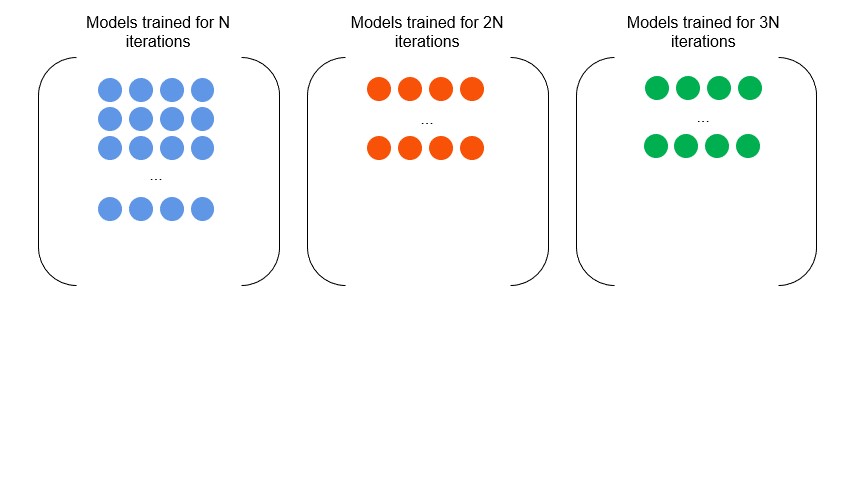 Models trained for N
iterations
Models trained for 2N
iterations
Models trained for 3N
iterations
...
...
...